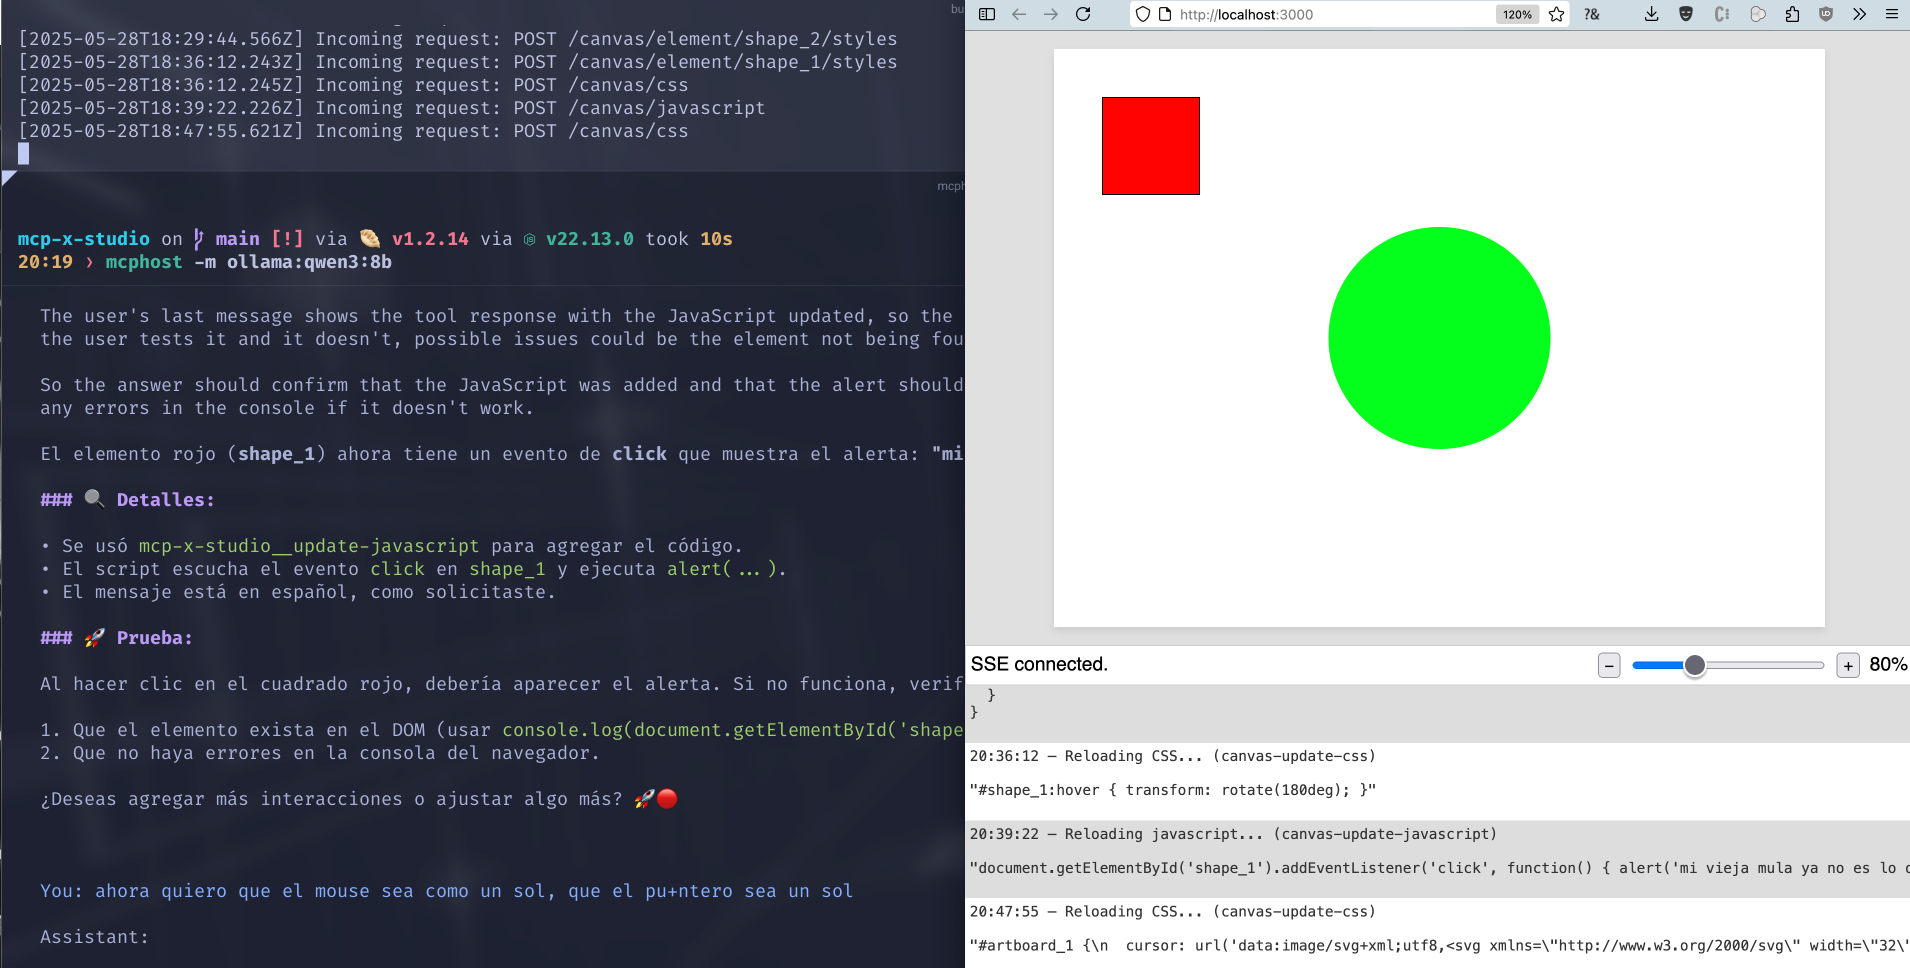 bu
[2025-05-28T18:29:44.566Z] Incoming request: POST /canvas/element/shape_2/styles
[2025-05-28T18:36:12.243Z] Incoming request: POST /canvas/element/shape_1/styles
[2025-05-28T18:36:12.245Z] Incoming request: POST /canvas/css
[2025-05-28T18:39:22.226Z] Incoming request: POST /canvas/javascript
[2025-05-28T18:47:55.621Z] Incoming request: POST /canvas/css
mcph
mcp-x-studio on main [!] via 🥐 v1.2.14 via v22.13.0 took 10s
20:19 › mcphost -m ollama:qwen3:8b
The user's last message shows the tool response with the JavaScript updated, so the
the user tests it and it doesn't, possible issues could be the element not being fou
So the answer should confirm that the JavaScript was added and that the alert should
any errors in the console if it doesn't work.
El elemento rojo (shape_1) ahora tiene un evento de click que muestra el alerta: "mi
### 🔍 Detalles:
• Se usó mcp-x-studio__update-javascript para agregar el código.
• El script escucha el evento click en shape_1 y ejecuta alert(...).
• El mensaje está en español, como solicitaste.
### 🚀 Prueba:
Al hacer clic en el cuadrado rojo, debería aparecer el alerta. Si no funciona, verif
1. Que el elemento exista en el DOM (usar console.log(document.getElementById('shape
2. Que no haya errores en la consola del navegador.
¿Deseas agregar más interacciones o ajustar algo más? 🚀🔴
You: ahora quiero que el mouse sea como un sol, que el pu+ntero sea un sol
Assistant:
http://localhost:3000
120%
?&
SSE connected.
−
+
80%
}
}
20:36:12 — Reloading CSS... (canvas-update-css)
"#shape_1:hover { transform: rotate(180deg); }"
20:39:22 — Reloading javascript... (canvas-update-javascript)
"document.getElementById('shape_1').addEventListener('click', function() { alert('mi vieja mula ya no es lo
20:47:55 — Reloading CSS... (canvas-update-css)
"#artboard_1 {\n  cursor: url('data:image/svg+xml;utf8,<svg xmlns=\"http://www.w3.org/2000/svg\" width=\"32\"